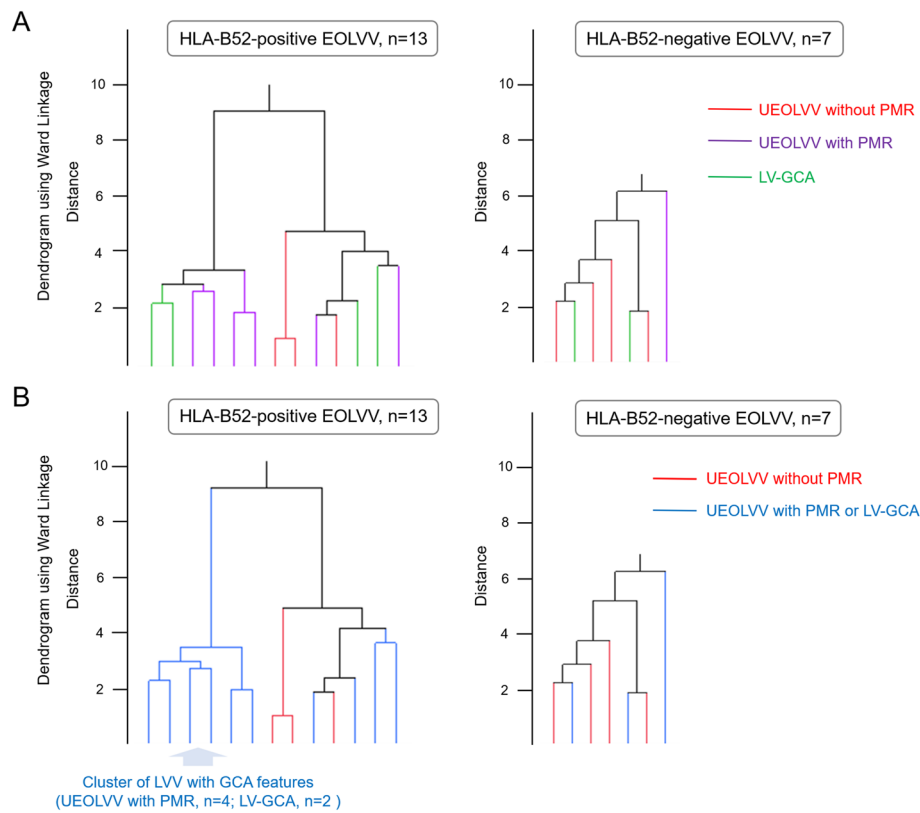 A
HLA-B52-positive EOLVV, n=13
HLA-B52-negative EOLVV, n=7
Dendrogram using Ward Linkage
Distance
10
8
6
4
2
Distance
10
8
6
4
2
UEOLVV without PMR
UEOLVV with PMR
LV-GCA
B
HLA-B52-positive EOLVV, n=13
HLA-B52-negative EOLVV, n=7
Dendrogram using Ward Linkage
Distance
10
8
6
4
2
Distance
10
8
6
4
2
UEOLVV without PMR
UEOLVV with PMR or LV-GCA
Cluster of LVV with GCA features
(UEOLVV with PMR, n=4; LV-GCA, n=2 )